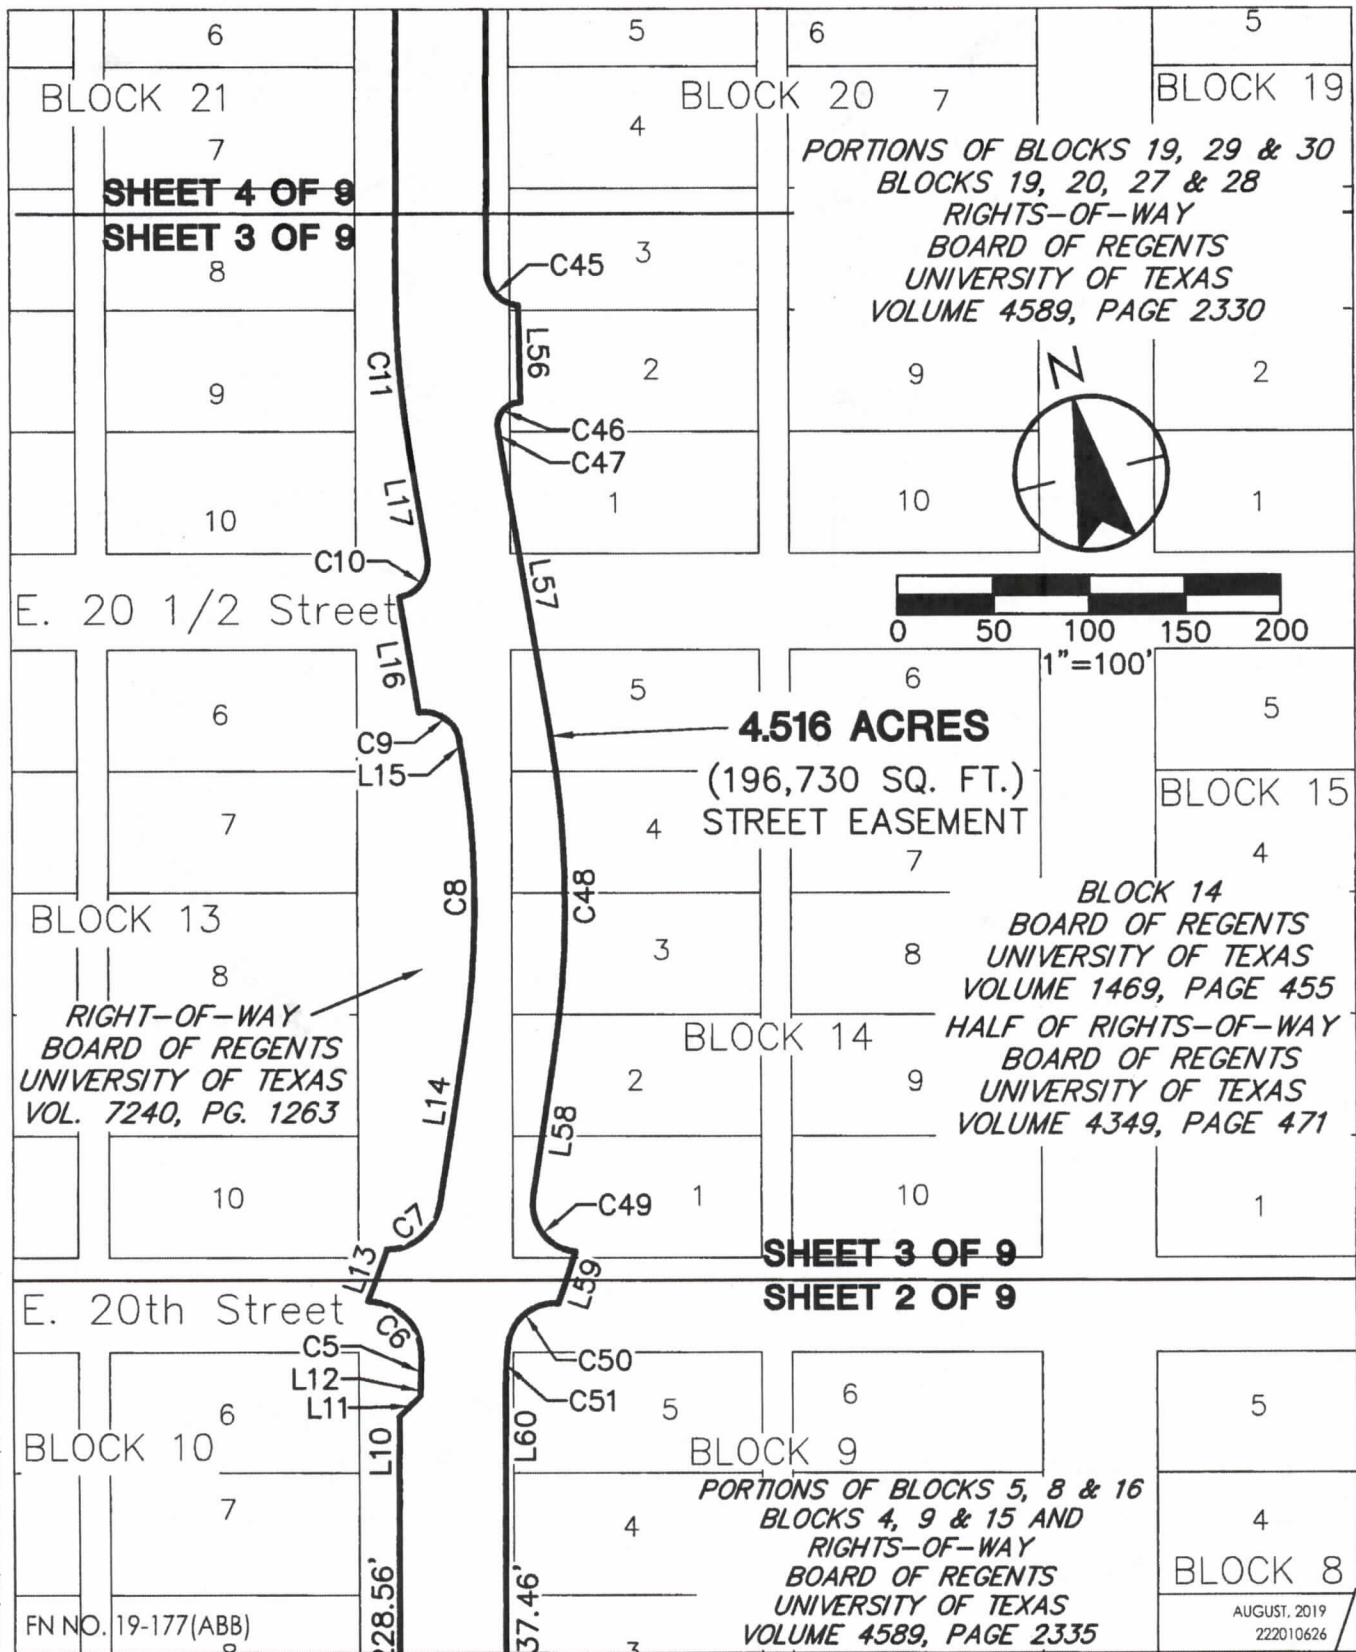 6
5
6
5
BLOCK 21
BLOCK 20
7
BLOCK 19
7
4
PORTIONS OF BLOCKS 19, 29 & 30
BLOCKS 19, 20, 27 & 28
RIGHTS-OF-WAY
BOARD OF REGENTS
UNIVERSITY OF TEXAS
VOLUME 4589, PAGE 2330
SHEET 4 OF 9
SHEET 3 OF 9
8
3
C45
L56
C11
9
2
9
2
N
C46
C47
L17
10
1
10
1
C10
L57
E. 20 1/2 Street
0 50 100 150 200
1"=100'
L16
6
5
6
5
C9
L15
4.516 ACRES
(196,730 SQ. FT.)
STREET EASEMENT
BLOCK 15
7
4
7
4
C8
C48
BLOCK 13
8
3
8
BLOCK 14
BOARD OF REGENTS
UNIVERSITY OF TEXAS
VOLUME 1469, PAGE 455
HALF OF RIGHTS-OF-WAY
BOARD OF REGENTS
UNIVERSITY OF TEXAS
VOLUME 4349, PAGE 471
RIGHT-OF-WAY
BOARD OF REGENTS
UNIVERSITY OF TEXAS
VOL. 7240, PG. 1263
BLOCK 14
2
9
L14
L58
10
1
10
1
C7
C49
L13
L59
SHEET 3 OF 9
SHEET 2 OF 9
E. 20th Street
C6
C5
L12
L11
C50
C51
6
5
6
5
L10
L60
BLOCK 10
BLOCK 9
7
4
4
PORTIONS OF BLOCKS 5, 8 & 16
BLOCKS 4, 9 & 15 AND
RIGHTS-OF-WAY
BOARD OF REGENTS
UNIVERSITY OF TEXAS
VOLUME 4589, PAGE 2335
BLOCK 8
28.56'
37.46'
FN NO. 19-177(ABB)
8
3
AUGUST, 2019
222010626